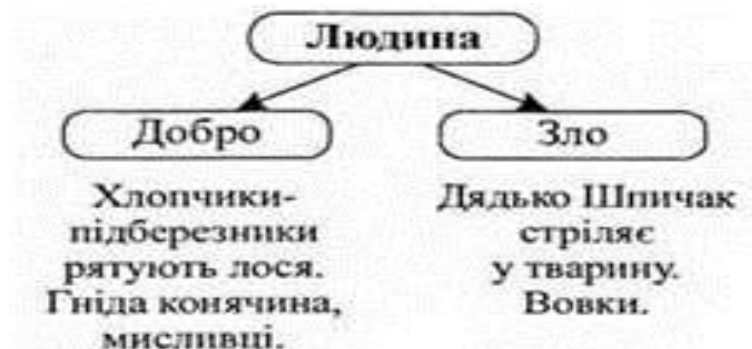 Людина
Добро
Зло
Хлопчики-
підберезники
рятують лося.
Гніда конячина,
мисливці.
Дядько Шпичак
стріляє
у тварину.
Вовки.